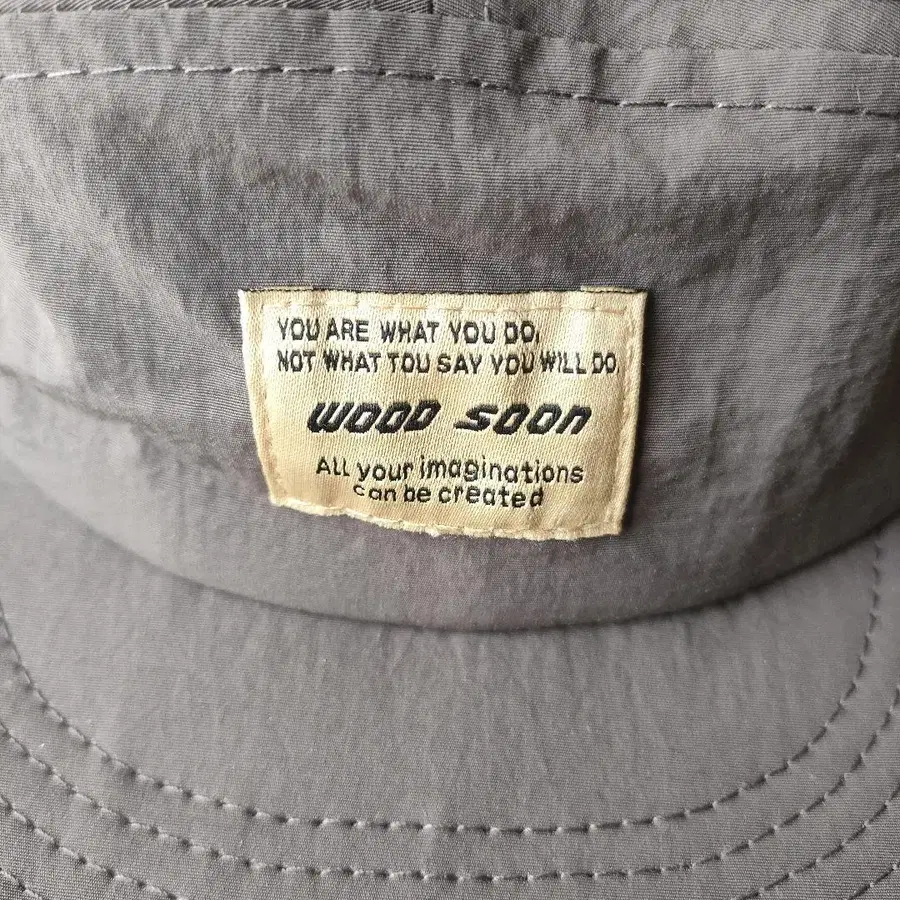 YOU ARE WHAT YOU DO,
NOT WHAT TOU SAY YOU WILL DO.
WOOD SOON
ALL your imaginations
can be created